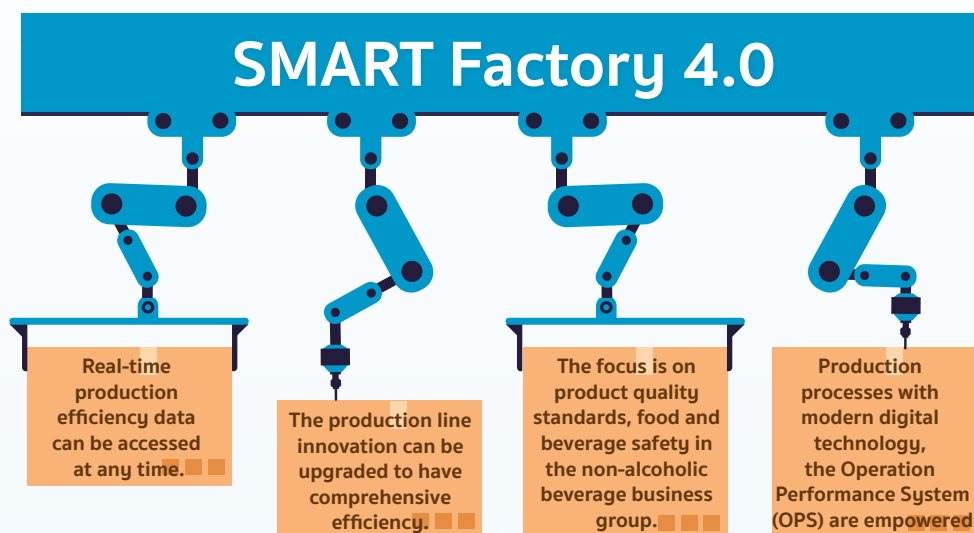 SMART Factory 4.0
Real-time
production
efficiency data
can be accessed
at any time.
The production line
innovation can be
upgraded to have
comprehensive
efficiency.
The focus is on
product quality
standards, food and
beverage safety in
the non-alcoholic
beverage business
group.
Production
processes with
modern digital
technology,
the Operation
Performance System
(OPS) are empowered